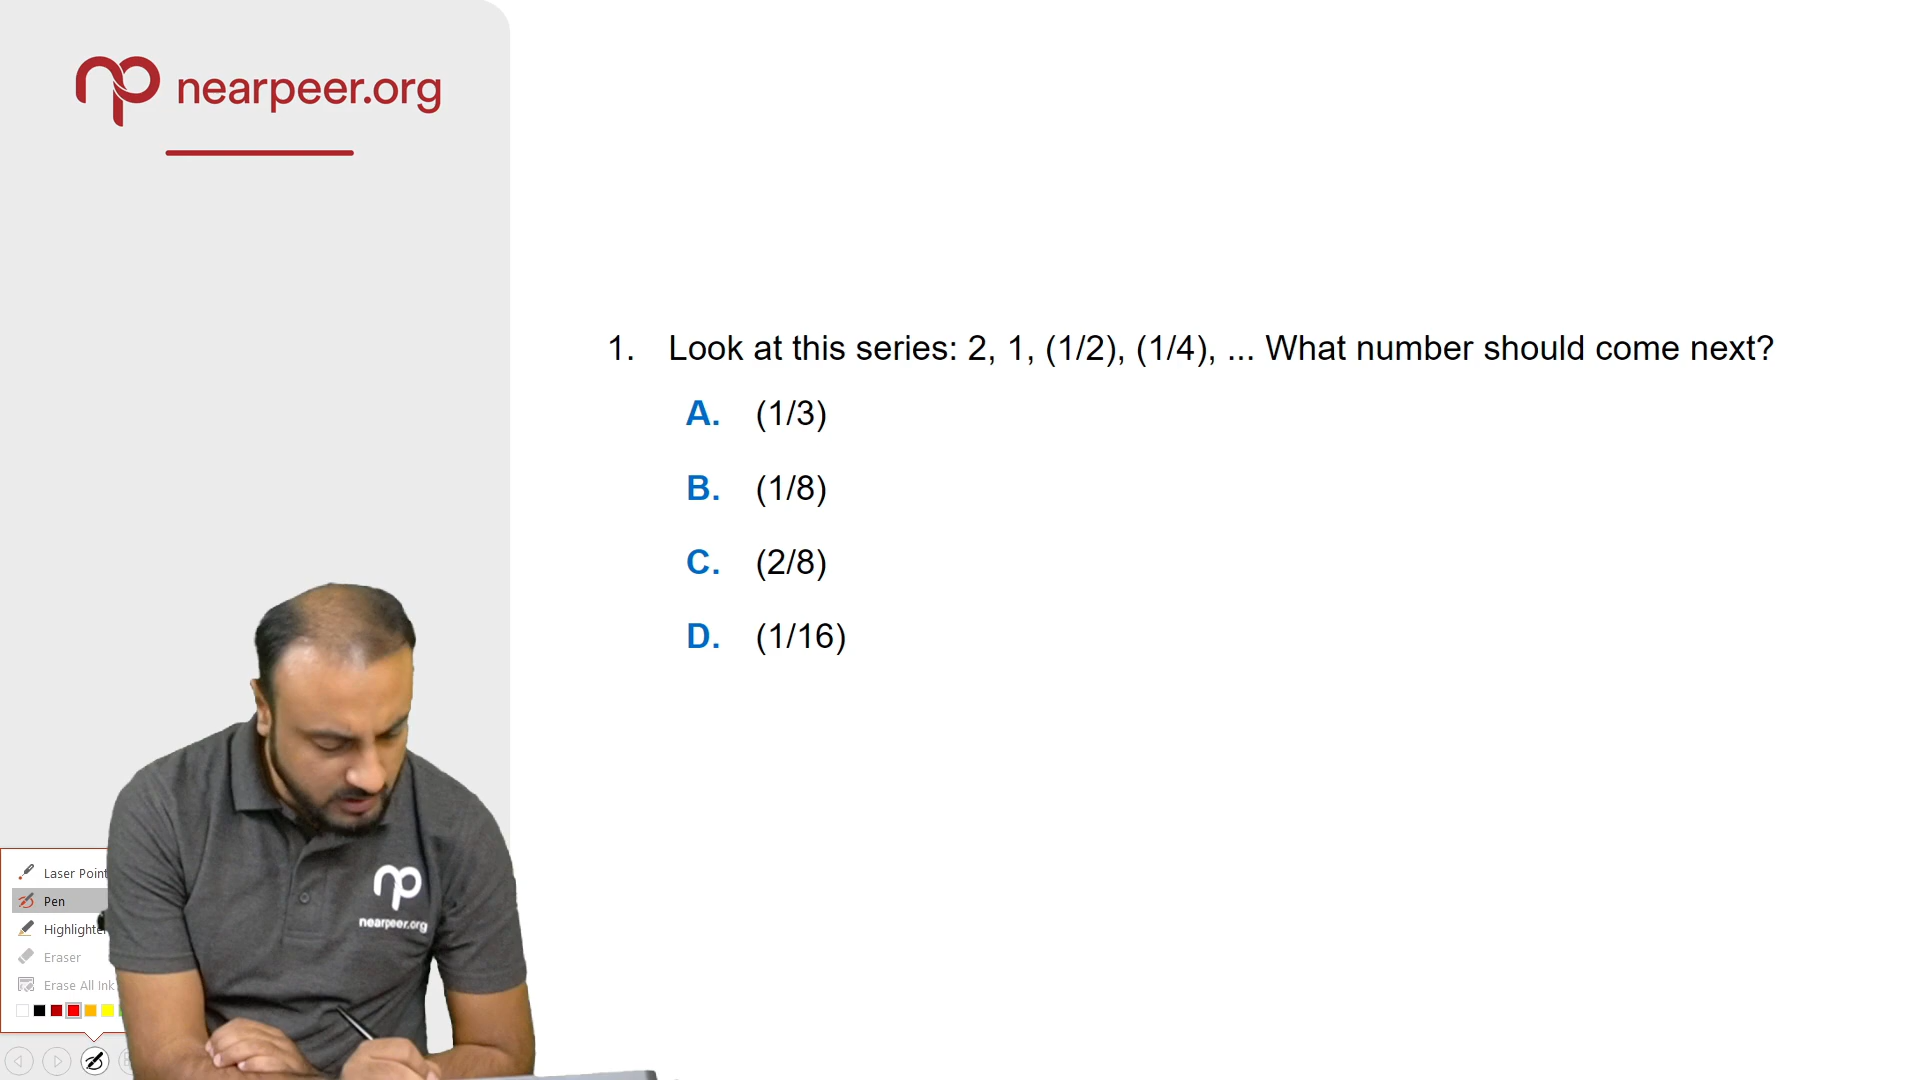 nearpeer.org
1. Look at this series: 2, 1, (1/2), (1/4), ... What number should come next?
A. (1/3)
B. (1/8)
C. (2/8)
D. (1/16)
nearpeer.org
Laser Point
Pen
Highlighter
Eraser
Erase All Ink